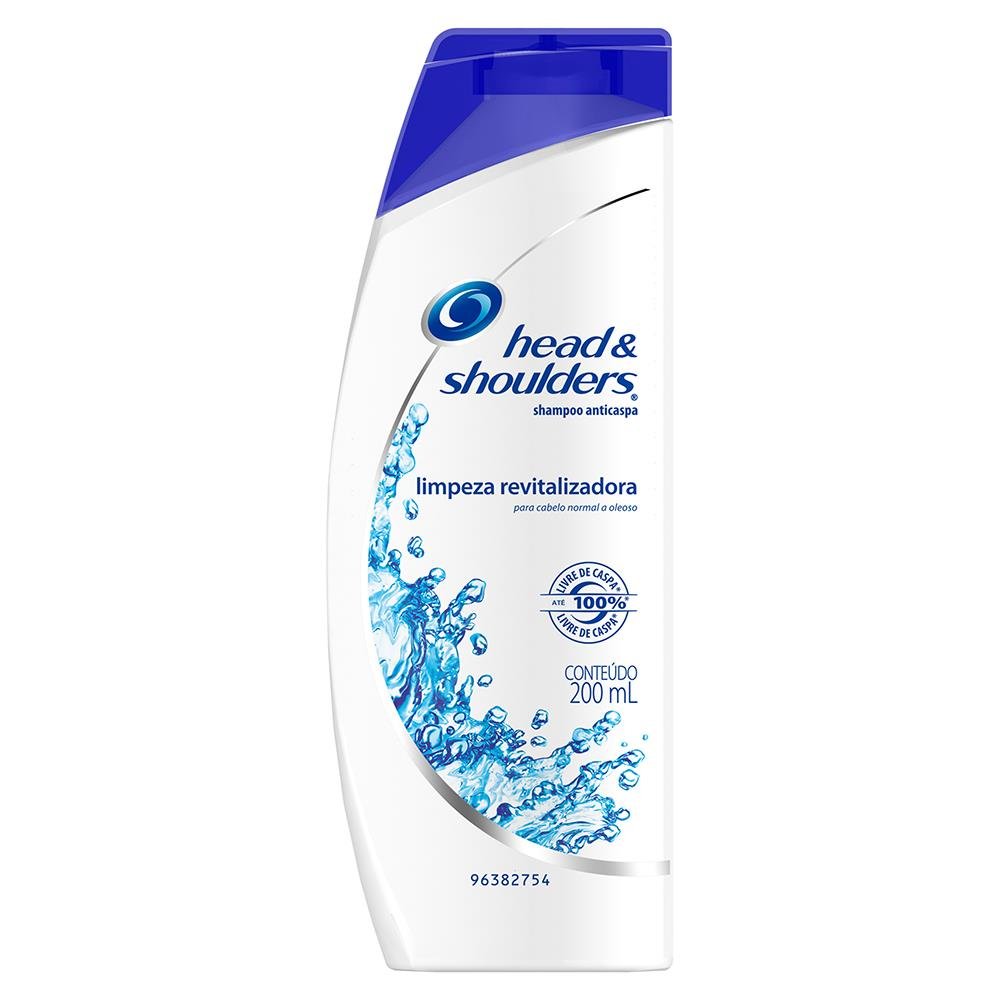 head &
shoulders®
shampoo anticaspa
limpeza revitalizadora
para cabelo normal a oleoso
LIVRE DE CASPA*
ATÉ 100%*
LIVRE DE CASPA*
CONTEÚDO
200 mL
96382754